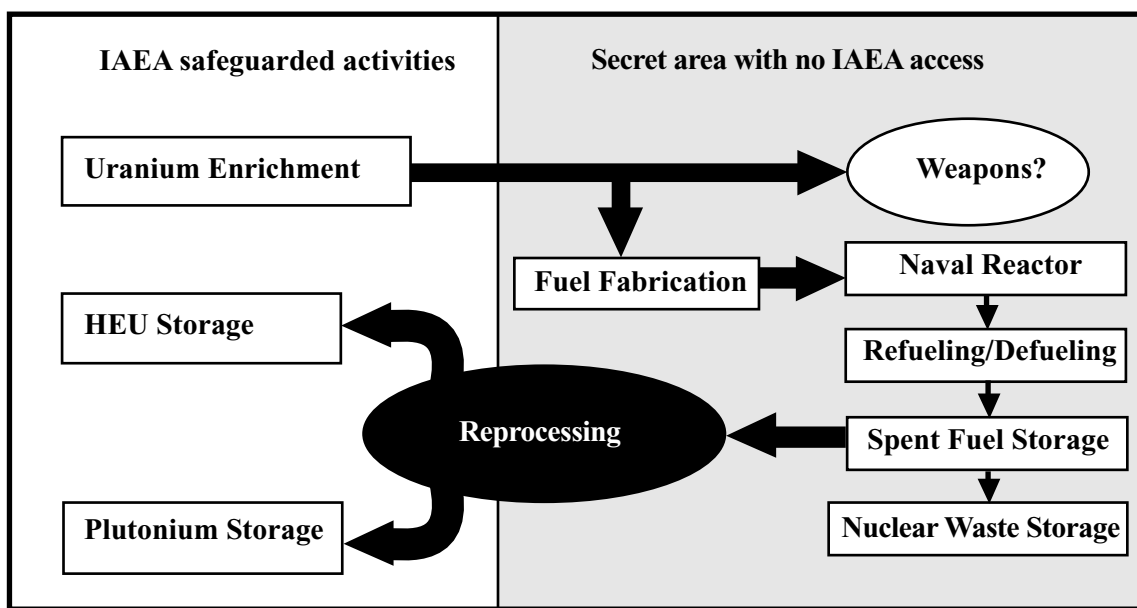 IAEA safeguarded activities
Secret area with no IAEA access
Uranium Enrichment
Weapons?
Fuel Fabrication
Naval Reactor
HEU Storage
Refueling/Defueling
Reprocessing
Spent Fuel Storage
Plutonium Storage
Nuclear Waste Storage